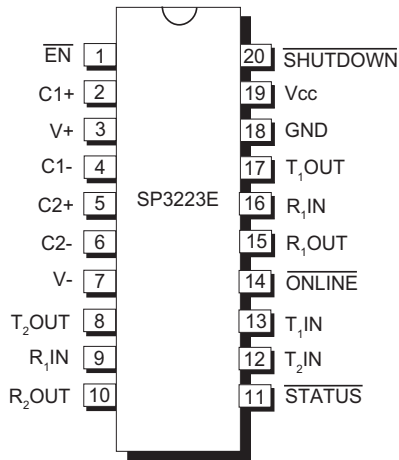 EN 1 20 SHUTDOWN
C1+ 2 19 Vcc
V+ 3 18 GND
C1- 4 17 T1OUT
C2+ 5 SP3223E 16 R1IN
C2- 6 15 R1OUT
V- 7 14 ONLINE
T2OUT 8 13 T1IN
R1IN 9 12 T2IN
R2OUT 10 11 STATUS